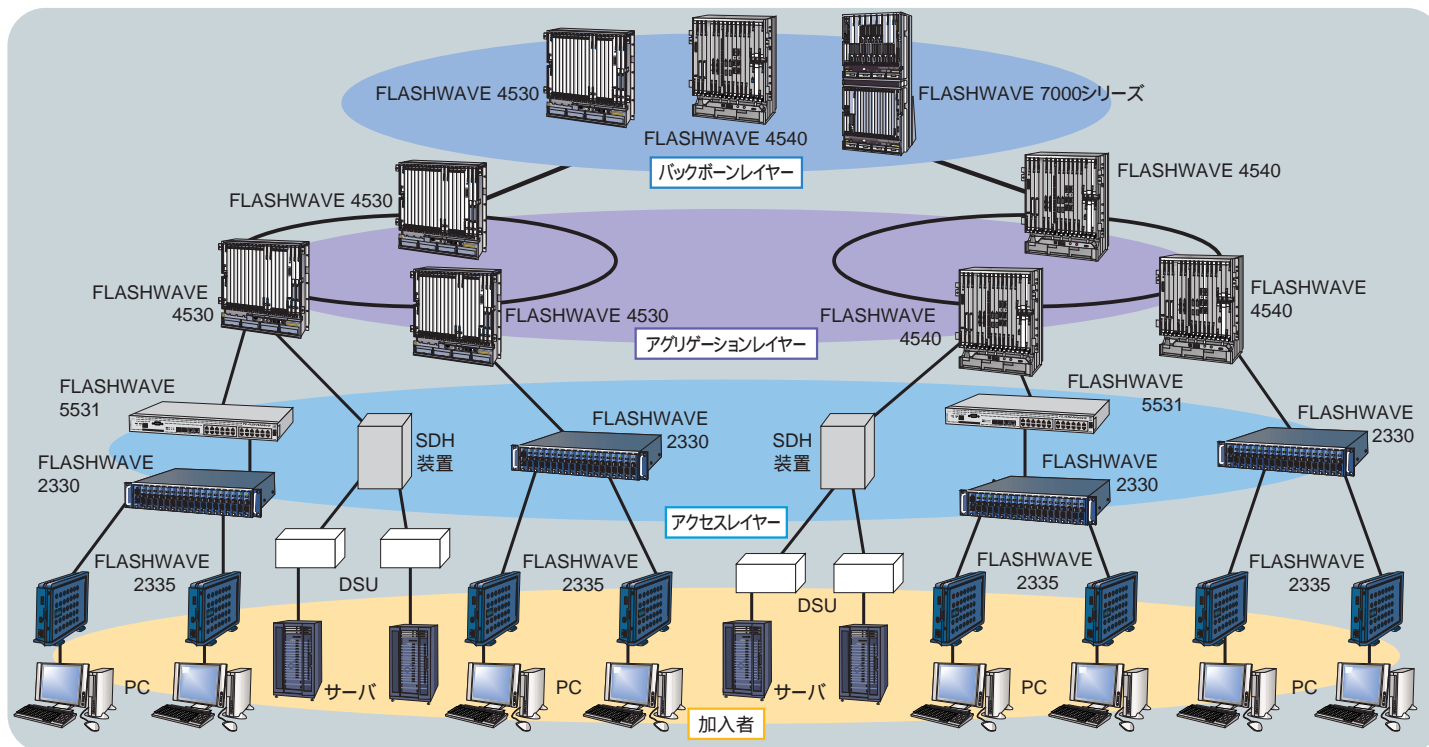 FLASHWAVE 4530
FLASHWAVE 4540
FLASHWAVE 7000シリーズ
バックボーンレイヤー
FLASHWAVE 4530
FLASHWAVE 4540
FLASHWAVE
4530
FLASHWAVE 4530
FLASHWAVE
4540
FLASHWAVE
4540
アグリゲーションレイヤー
FLASHWAVE
5531
FLASHWAVE
2330
SDH
装置
FLASHWAVE
2330
SDH
装置
FLASHWAVE
5531
FLASHWAVE
2330
FLASHWAVE
2330
アクセスレイヤー
FLASHWAVE
2335
DSU
FLASHWAVE
2335
DSU
FLASHWAVE
2335
FLASHWAVE
2335
PC
サーバ
PC
サーバ
PC
PC
加入者